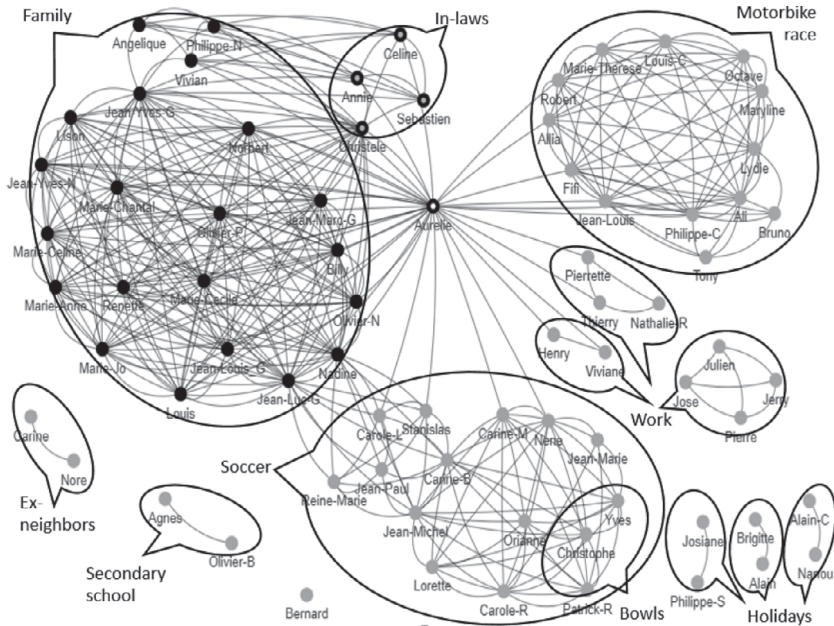 Family
In-laws
Motorbike
race
Angelique
Philippe-N
Celine
Vivian
Marie-Therese
Louis-C
Octave
Annie
Robert
Maryline
Jean-Yves-G
Sebastien
Lison
Norbert
Christele
Allia
Lydie
Jean-Yves-N
Marie-Chantal
Fifi
Jean-Marc-G
Aurelie
Jean-Louis
Ali
Olivier-P
Philippe-C
Bruno
Marie-Celine
Billy
Tony
Pierrette
Marie-Anne
Renette
Marie-Cecile
Olivier-N
Thierry
Nathalie-R
Henry
Julien
Marie-Jo
Jean-Louis_G
Nadine
Viviane
Jose
Jerry
Louis
Jean-Luc-G
Work
Pierre
Carine
Carole-L
Stanislas
Carine-M
Nene
Jean-Marie
Soccer
Nore
Reine-Marie
Jean-Paul
Carine-B
Ex-
neighbors
Agnes
Jean-Michel
Orianne
Yves
Josiane
Brigitte
Alain-C
Olivier-B
Christophe
Secondary
school
Lorette
Alain
Nanou
Bernard
Carole-R
Patrick-R
Bowls
Philippe-S
Holidays